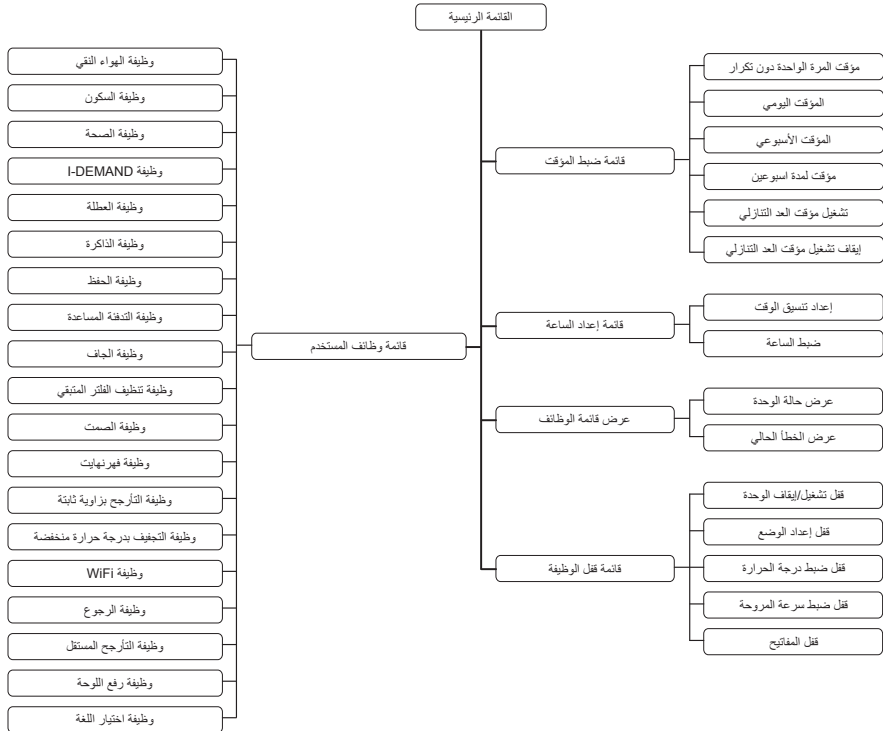 القائمة الرئيسية
قائمة ضبط المؤقت
مؤقت المرة الواحدة دون تكرار
المؤقت اليومي
المؤقت الأسبوعي
مؤقت لمدة اسبوعين
تشغيل مؤقت العد التنازلي
إيقاف تشغيل مؤقت العد التنازلي
قائمة إعداد الساعة
إعداد تنسيق الوقت
ضبط الساعة
عرض قائمة الوظائف
عرض حالة الوحدة
عرض الخطأ الحالي
قائمة قفل الوظيفة
قفل تشغيل/إيقاف الوحدة
قفل إعداد الوضع
قفل ضبط درجة الحرارة
قفل ضبط سرعة المروحة
قفل المفاتيح
قائمة وظائف المستخدم
وظيفة الهواء النقي
وظيفة السكون
وظيفة الصحة
وظيفة I-DEMAND
وظيفة العطلة
وظيفة الذاكرة
وظيفة الحفظ
وظيفة التدفئة المساعدة
وظيفة الجاف
وظيفة تنظيف الفلتر المتبقي
وظيفة الصمت
وظيفة فهرنهايت
وظيفة التأرجح بزاوية ثابتة
وظيفة التجفيف بدرجة حرارة منخفضة
وظيفة WiFi
وظيفة الرجوع
وظيفة التأرجح المستقل
وظيفة رفع اللوحة
وظيفة اختيار اللغة